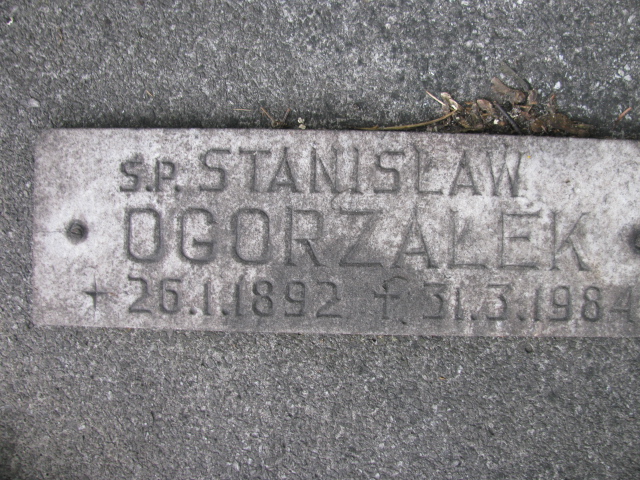 S.P. STANISŁAW
OGORZAŁEK
+ 26.1.1892 † 31.3.1984